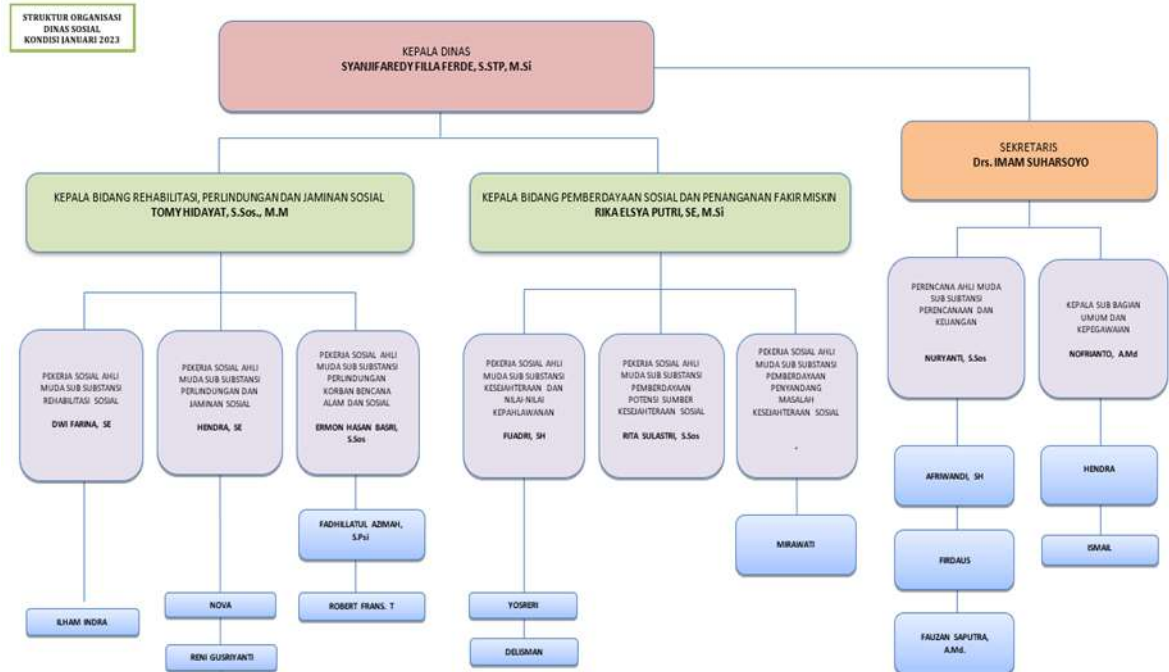 STRUKTUR ORGANISASI
DINAS SOSIAL
KONDISI JANUARI 2023
KEPALA DINAS
SYANJIFAREDY FILLA FERDE, S.STP, M.Si
SEKRETARIS
Drs. IMAM SUHARSOYO
KEPALA BIDANG REHABILITASI, PERLINDUNGAN DAN JAMINAN SOSIAL
TOMY HIDAYAT, S.Sos., M.M
KEPALA BIDANG PEMBERDAYAAN SOSIAL DAN PENANGANAN FAKIR MISKIN
RIKA ELSYA PUTRI, SE, M.Si
PEKERJA SOSIAL AHLI
MUDA SUB SUBSTANSI
REHABILITASI SOSIAL
DWI FARINA, SE
PEKERJA SOSIAL AHLI
MUDA SUB SUBSTANSI
PERLINDUNGAN DAN
JAMINAN SOSIAL
HENDRA, SE
PEKERJA SOSIAL AHLI
MUDA SUB SUBSTANSI
PERLINDUNGAN
KORBAN BENCANA
ALAM DAN SOSIAL
ERMON HASAN BASRI,
S.Sos
PEKERJA SOSIAL AHLI
MUDA SUB SUBSTANSI
KESEJAHTERAAN DAN
NILAI-NILAI
KEPAHLAWANAN
FUADRI, SH
PEKERJA SOSIAL AHLI
MUDA SUB SUBSTANSI
PEMBERDAYAAN
POTENSI SUMBER
KESEJAHTERAAN SOSIAL
RITA SULASTRI, S.Sos
PEKERJA SOSIAL AHLI
MUDA SUB SUBSTANSI
PEMBERDAYAAN
PENYANDANG
MASALAH
KESEJAHTERAAN SOSIAL
-
PERENCANA AHLI MUDA
SUB SUBTANSI
PERENCANAAN DAN
KEUANGAN
NURYANTI, S.Sos
KEPALA SUB BAGIAN
UMUM DAN
KEPEGAWAIAN
NOFRIANTO, A.Md
ILHAM INDRA
NOVA
RENI GUSRIYANTI
FADHILLATUL AZIMAH,
S.Psi
ROBERT FRANS. T
YOSRERI
DELISMAN
MIRAWATI
AFRIWANDI, SH
FIRDAUS
FAUZAN SAPUTRA,
A.Md.
HENDRA
ISMAIL